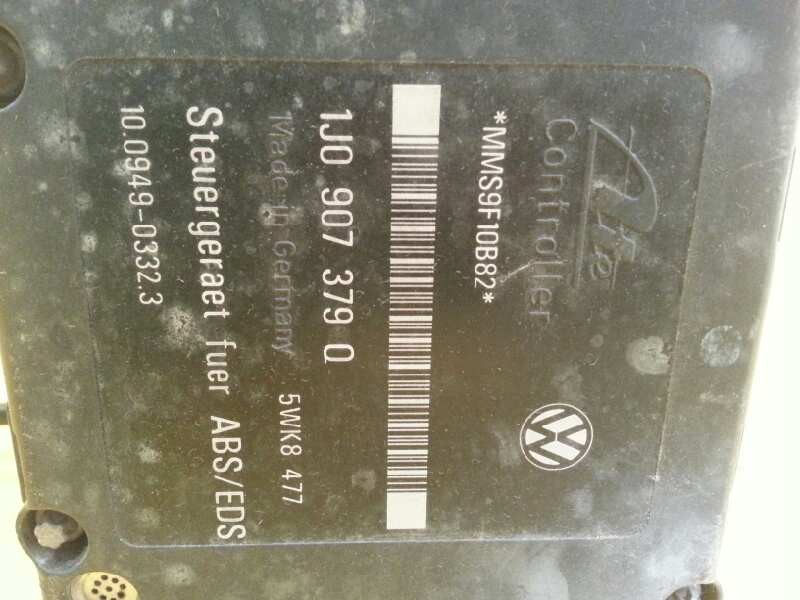 Ate
Controller
*MMS9F10B82*
1J0 907 379 Q
Made in Germany 5WK8 477
Steuergeraet fuer ABS/EDS
10.0949-0332.3